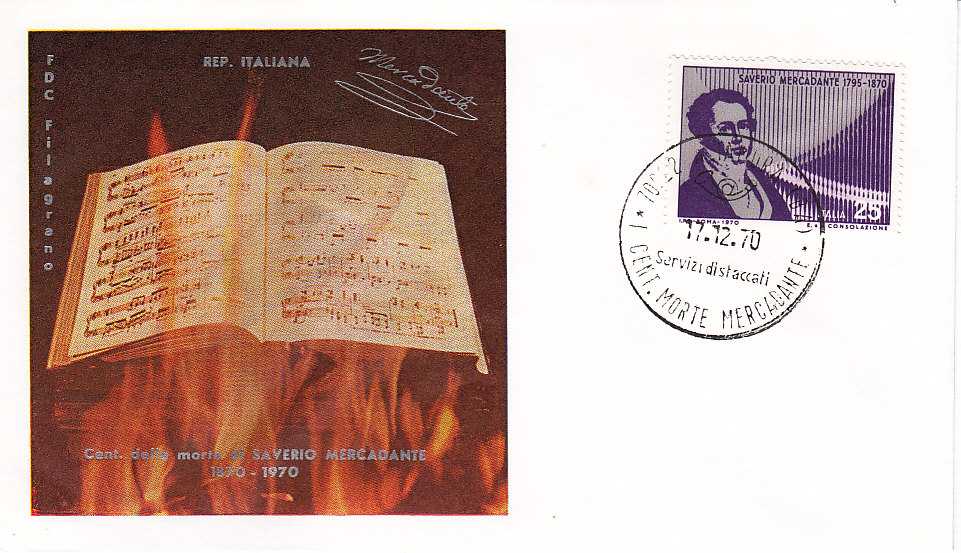 FDC Filagrano
REP. ITALIANA
Mercadante
Cent. della morte di SAVERIO MERCADANTE
1870 - 1970
SAVERIO MERCADANTE 1795-1870
ITALIA 25
ROMA-1970
CONSOLAZIONE
17.12.70
Servizi distaccati
I CENT. MORTE MERCADANTE